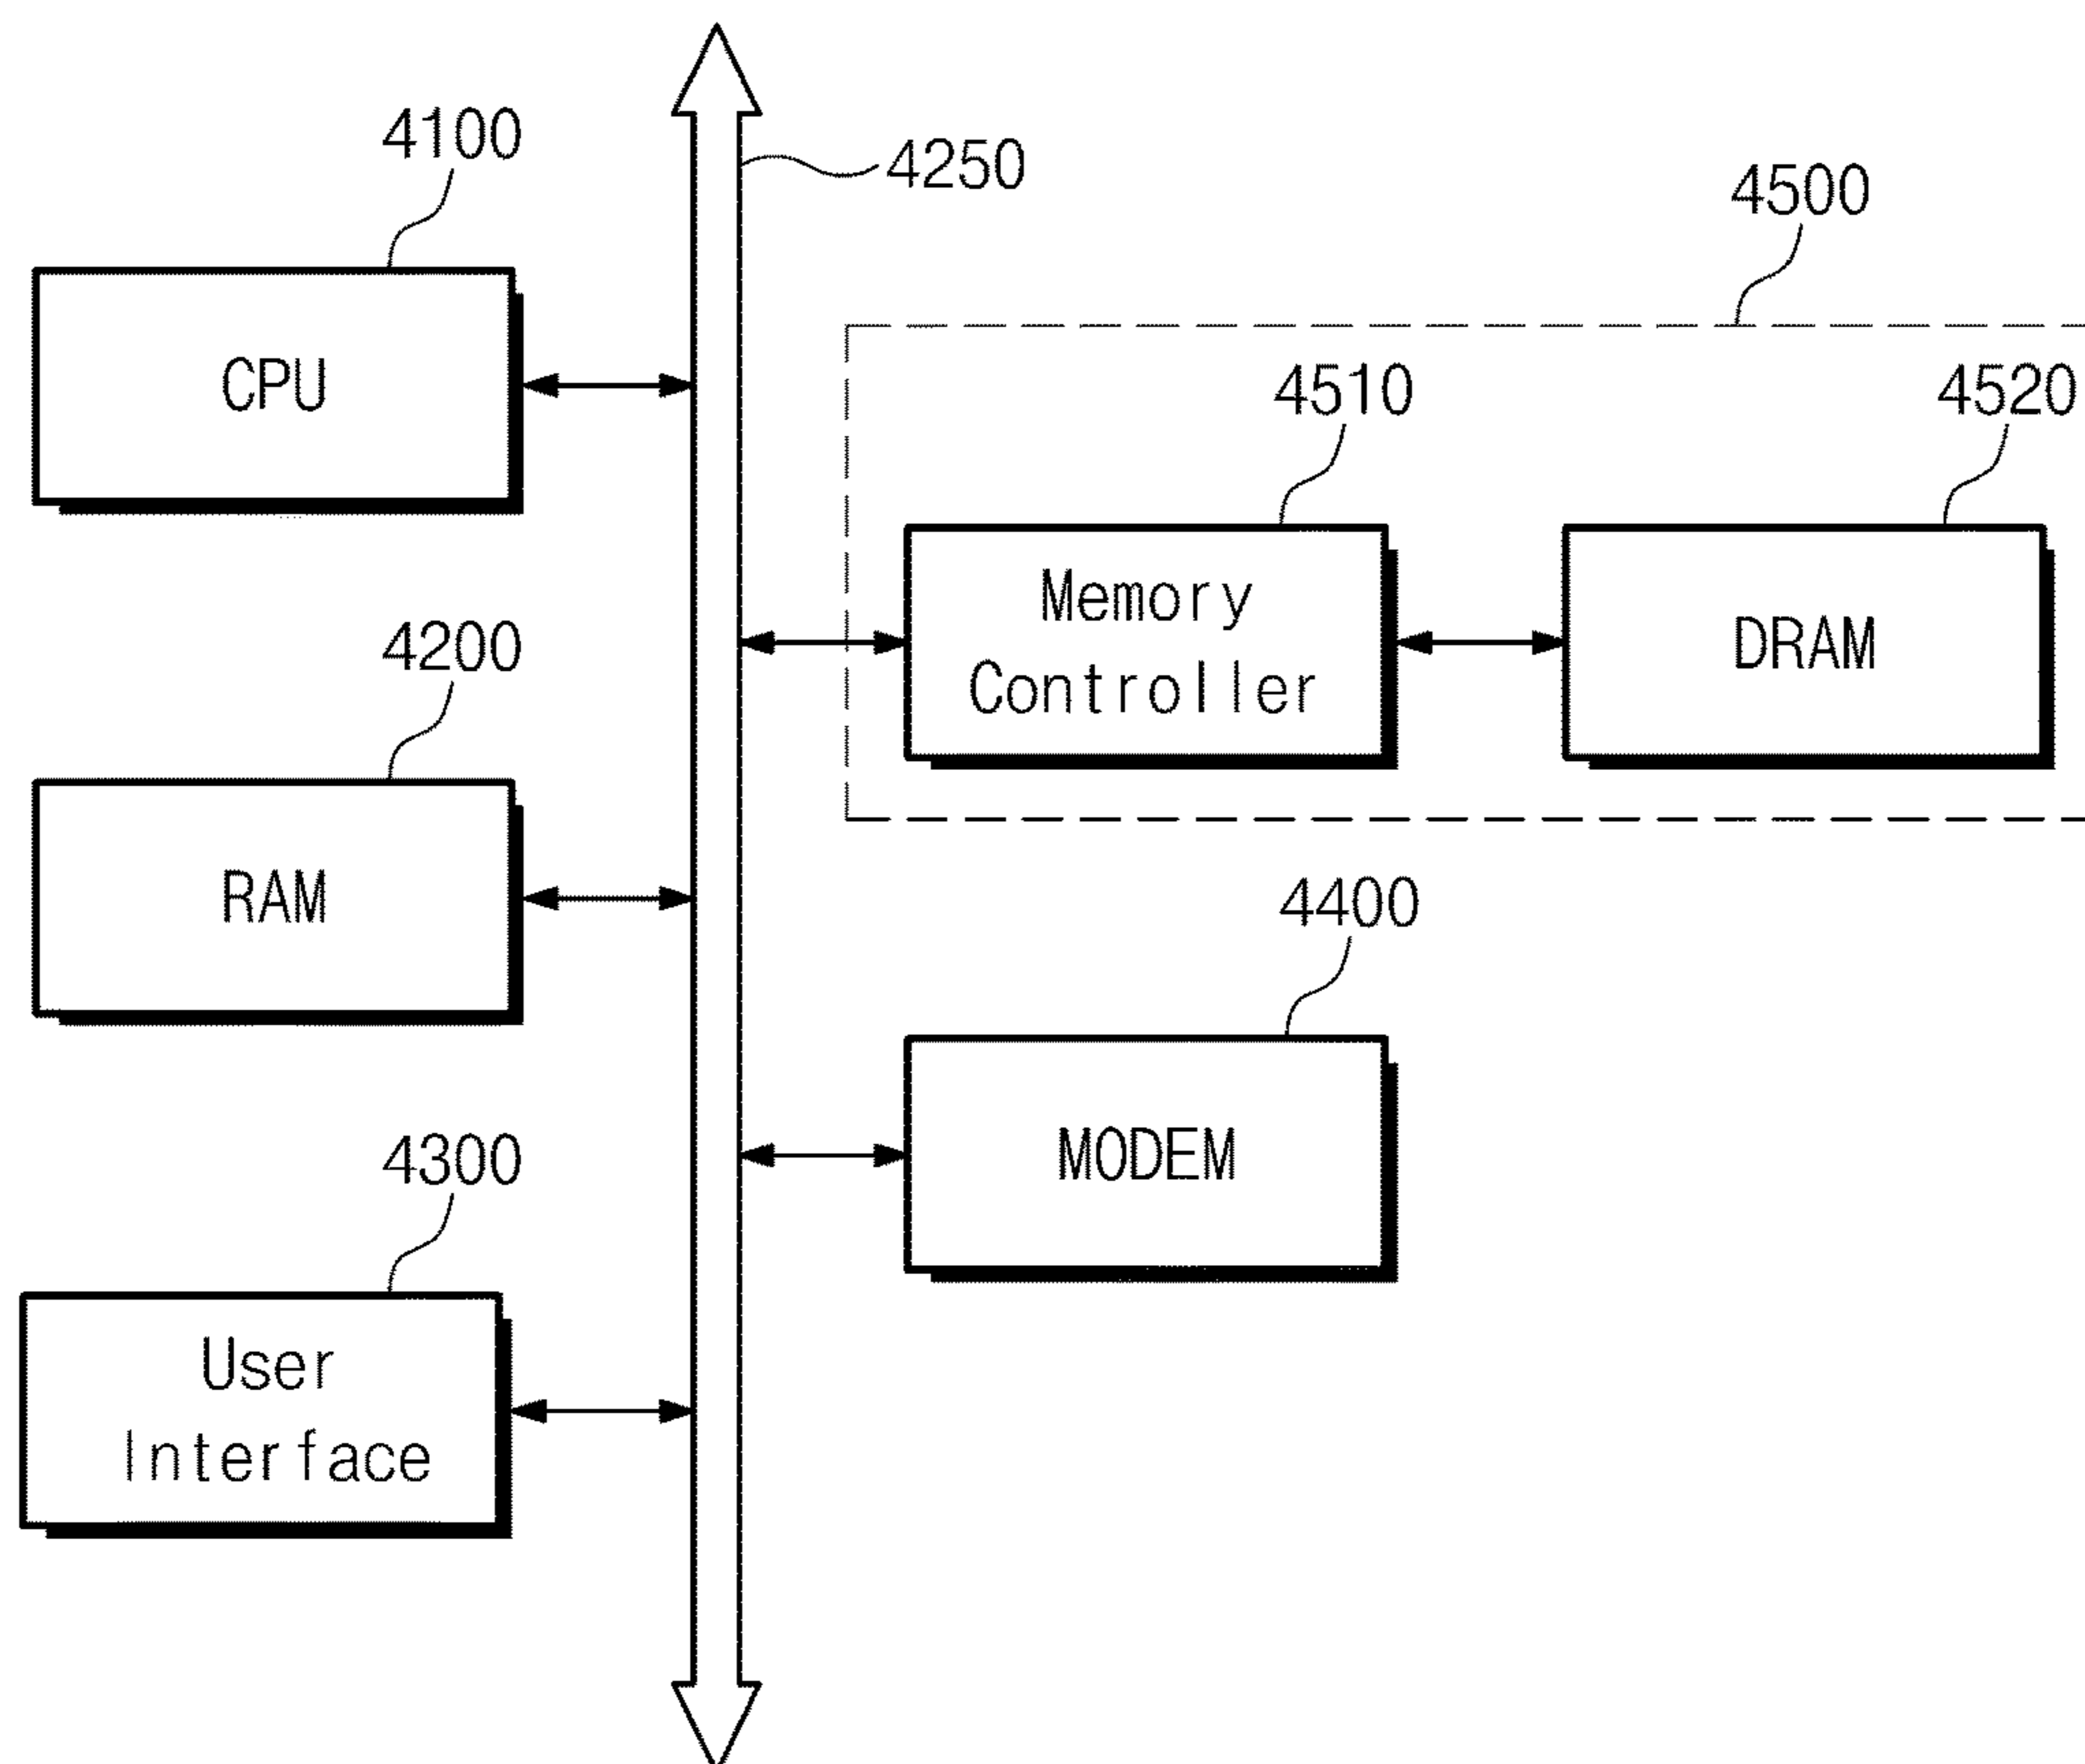 4100
4250
4500
CPU
4510
4520
Memory
Controller
DRAM
4200
RAM
4400
MODEM
4300
User
Interface